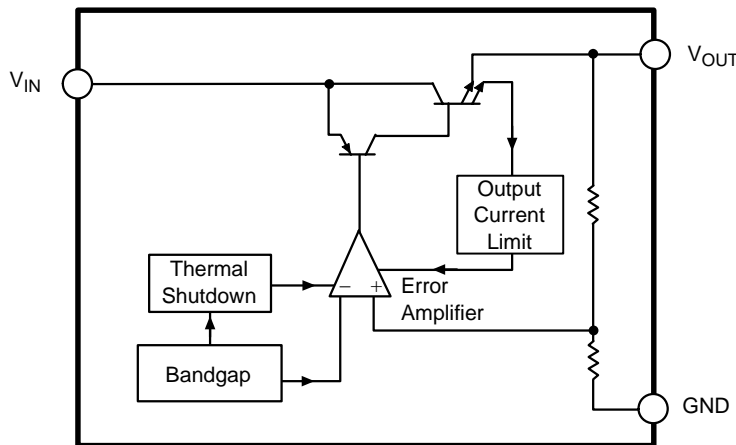 V_IN
V_OUT
Output
Current
Limit
Thermal
Shutdown
− +
Error
Amplifier
Bandgap
GND